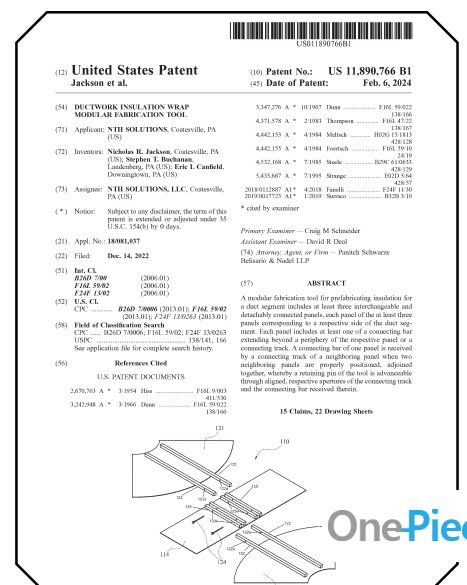 US011890766B1
(12) United States Patent
Jackson et al.
(10) Patent No.: US 11,890,766 B1
(45) Date of Patent: Feb. 6, 2024
(54) DUCTWORK INSULATION WRAP
MODULAR FABRICATION TOOL
(71) Applicant: NTH SOLUTIONS, Coatesville, PA
(US)
(72) Inventors: Nicholas R. Jackson, Coatesville, PA
(US); Stephen T. Buchanan,
Landenberg, PA (US); Eric I. Canfield,
Downingtown, PA (US)
(73) Assignee: NTH SOLUTIONS, LLC, Coatesville,
PA (US)
( * ) Notice: Subject to any disclaimer, the term of this
patent is extended or adjusted under 35
U.S.C. 154(b) by 0 days.
(21) Appl. No.: 18/081,037
(22) Filed: Dec. 14, 2022
(51) Int. Cl.
B26D 7/00 (2006.01)
F16L 59/02 (2006.01)
F24F 13/02 (2006.01)
(52) U.S. Cl.
CPC ............ B26D 7/0006 (2013.01); F16L 59/02
(2013.01); F24F 13/0263 (2013.01)
(58) Field of Classification Search
CPC ..... B26D 7/0006; F16L 59/02; F24F 13/0263
USPC .................................... 138/141, 166
See application file for complete search history.
(56) References Cited
U.S. PATENT DOCUMENTS
2,670,763 A * 3/1954 Hiss .................. F16L 9/003
411/530
3,242,948 A * 3/1966 Dunn ............... F16L 59/022
138/166
3,347,276 A * 10/1967 Dunn ............... F16L 59/022
138/166
4,371,578 A * 2/1983 Thompson ......... F16L 47/22
138/167
4,442,153 A * 4/1984 Meltsch ......... H02G 15/1813
428/128
4,442,155 A * 4/1984 Foertsch ........... F16L 59/10
24/19
4,532,168 A * 7/1985 Steele .......... B29C 61/0633
428/129
5,435,667 A * 7/1995 Strange ............ E02D 5/64
428/57
2018/0112887 A1* 4/2018 Fanelli ............ F24F 11/30
2019/0017723 A1* 1/2019 B32B 3/10
* cited by examiner
Primary Examiner — Craig M Schneider
Assistant Examiner — David R Deal
(74) Attorney, Agent, or Firm — Panitch Schwarze
Belisario & Nadel LLP
(57) ABSTRACT
A modular fabrication tool for prefabricating insulation for
a duct segment includes at least three interchangeable and
detachably connected panels, each panel of the at least three
panels corresponding to a respective side of the duct seg-
ment. Each panel includes at least one of a connecting bar
extending beyond a periphery of the respective panel or a
connecting track. A connecting bar of one panel is received
by a connecting track of a neighboring panel when two
neighboring panels are properly positioned, adjoined
together, whereby a retaining pin of the tool is advanceable
through aligned, respective apertures of the connecting track
and the connecting bar received therein.
15 Claims, 22 Drawing Sheets
121
110
114
124
One-Piec